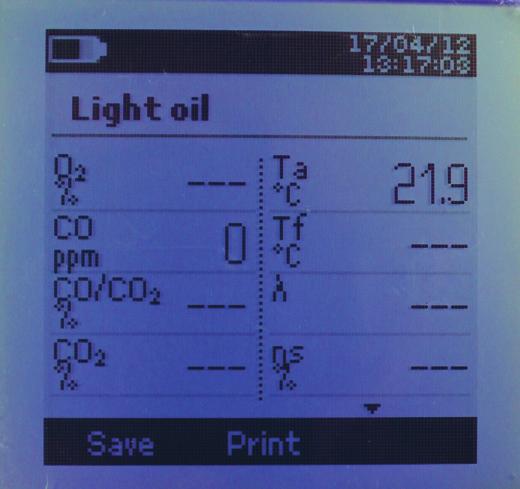 17/04/12
13:17:03
Light oil
O₂ % ---
Ta °C 21.9
CO ppm 0
Tf °C ---
CO/CO₂ % ---
λ ---
CO₂ % ---
ηs % ---
Save Print